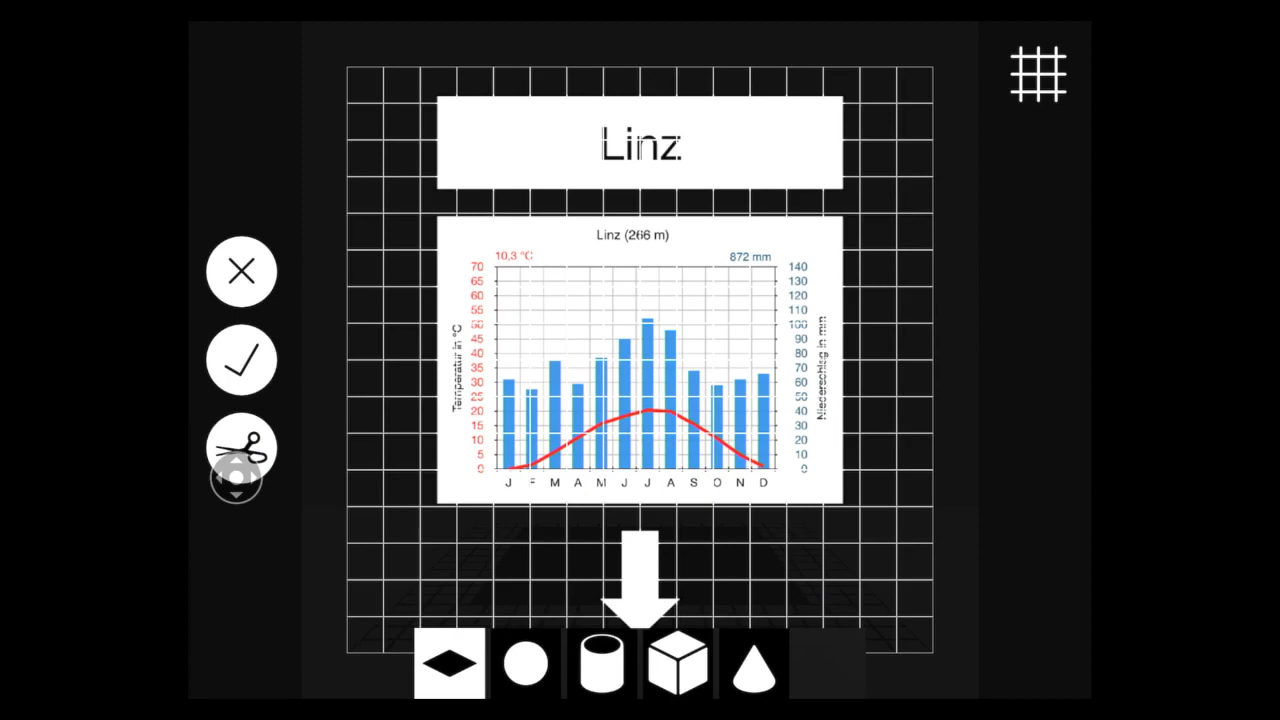 Linz
Linz (266 m)
10,3 °C 872 mm
70 140
65 130
60 120
55 110
50 100
45 90
40 80
35 70
30 60
25 50
20 40
15 30
10 20
5 10
0 0
Temperatur in °C
Niederschlag in mm
J F M A M J J A S O N D